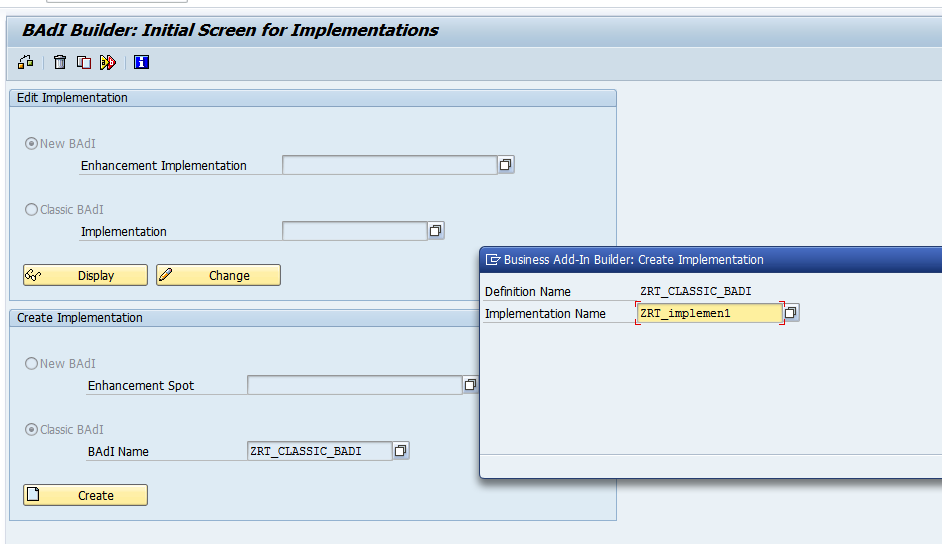 BAdI Builder: Initial Screen for Implementations
Edit Implementation
New BAdI
Enhancement Implementation
Classic BAdI
Implementation
Display Change
Create Implementation
New BAdI
Enhancement Spot
Classic BAdI
BAdI Name ZRT_CLASSIC_BADI
Create
Business Add-In Builder: Create Implementation
Definition Name ZRT_CLASSIC_BADI
Implementation Name ZRT_implemen1